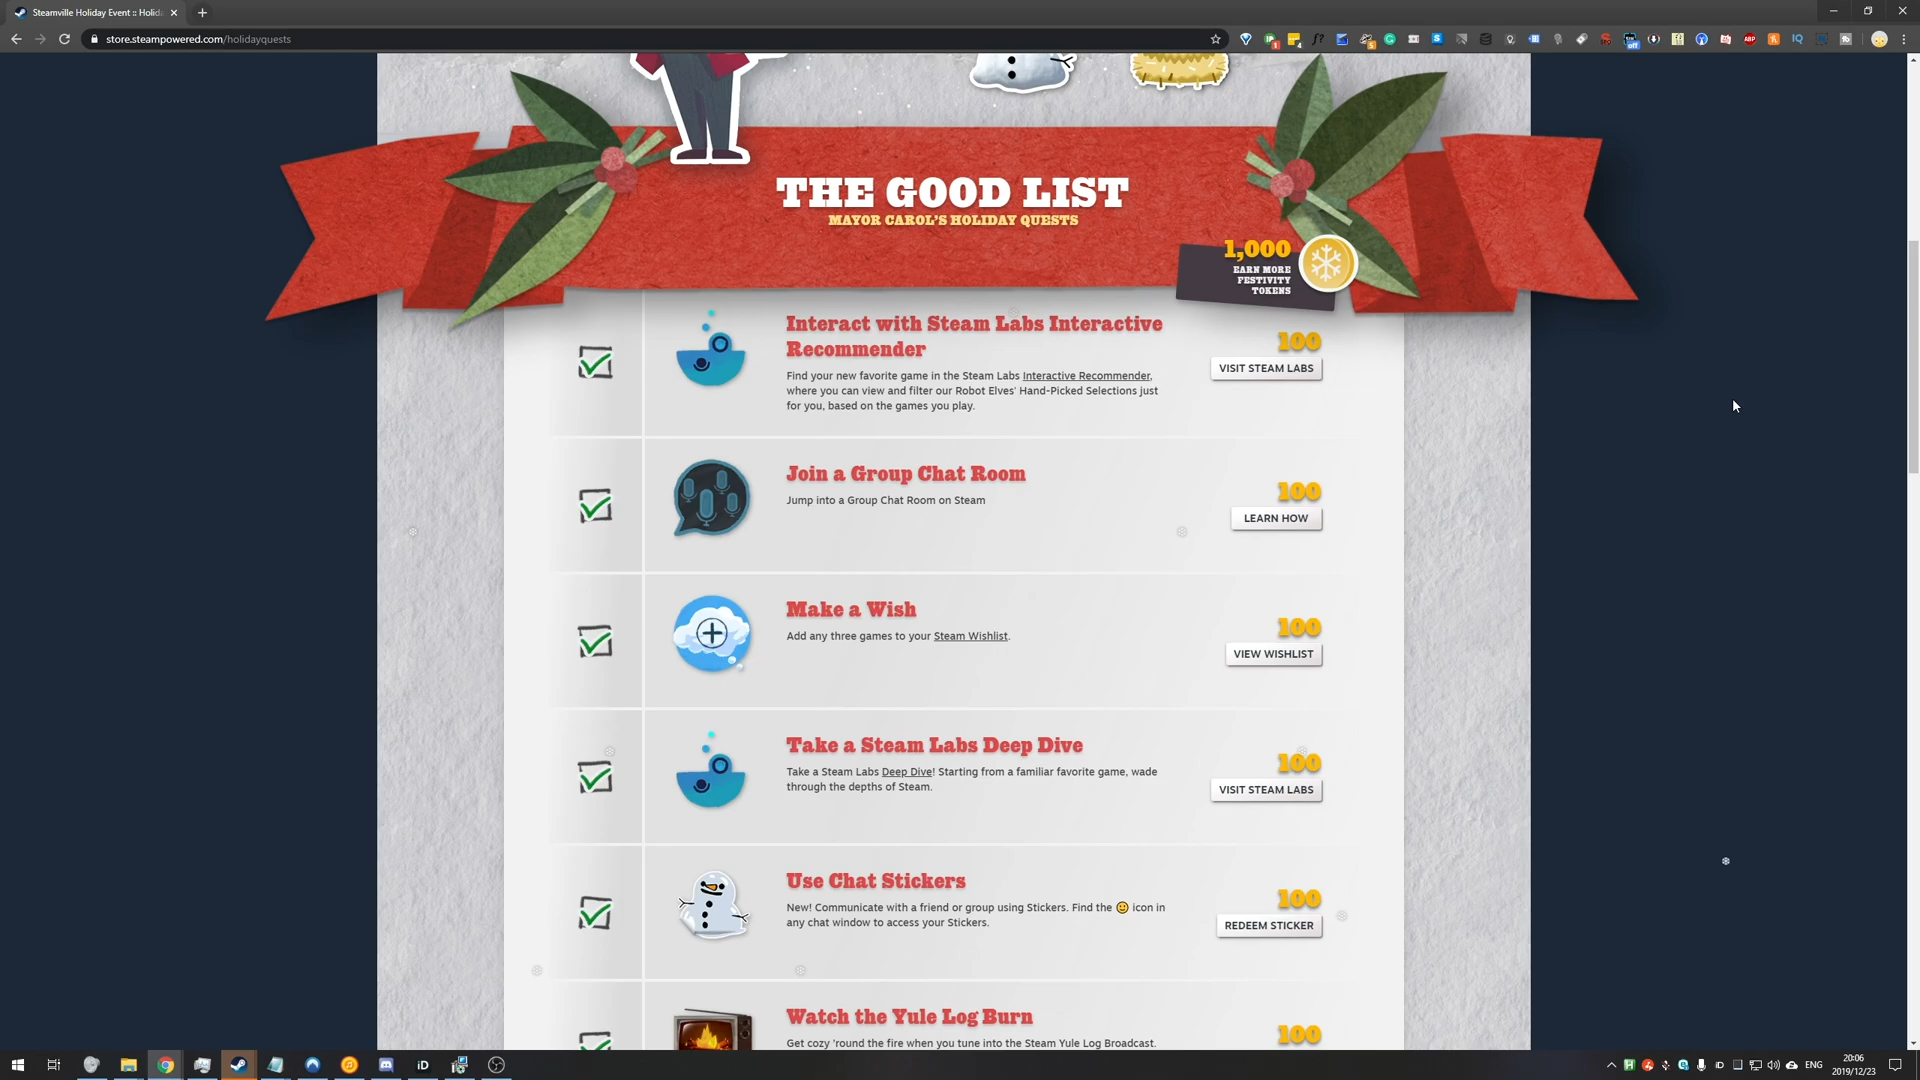 Steamville Holiday Event :: Holid
store.steampowered.com/holidayquests
THE GOOD LIST
MAYOR CAROL'S HOLIDAY QUESTS
1,000
EARN MORE
FESTIVITY
TOKENS
Interact with Steam Labs Interactive
Recommender
Find your new favorite game in the Steam Labs Interactive Recommender,
where you can view and filter our Robot Elves' Hand-Picked Selections just
for you, based on the games you play.
100
VISIT STEAM LABS
Join a Group Chat Room
Jump into a Group Chat Room on Steam
100
LEARN HOW
Make a Wish
Add any three games to your Steam Wishlist.
100
VIEW WISHLIST
Take a Steam Labs Deep Dive
Take a Steam Labs Deep Dive! Starting from a familiar favorite game, wade
through the depths of Steam.
100
VISIT STEAM LABS
Use Chat Stickers
New! Communicate with a friend or group using Stickers. Find the 🙂 icon in
any chat window to access your Stickers.
100
REDEEM STICKER
Watch the Yule Log Burn
Get cozy 'round the fire when you tune into the Steam Yule Log Broadcast.
100
iD
ENG
20:06
2019/12/23